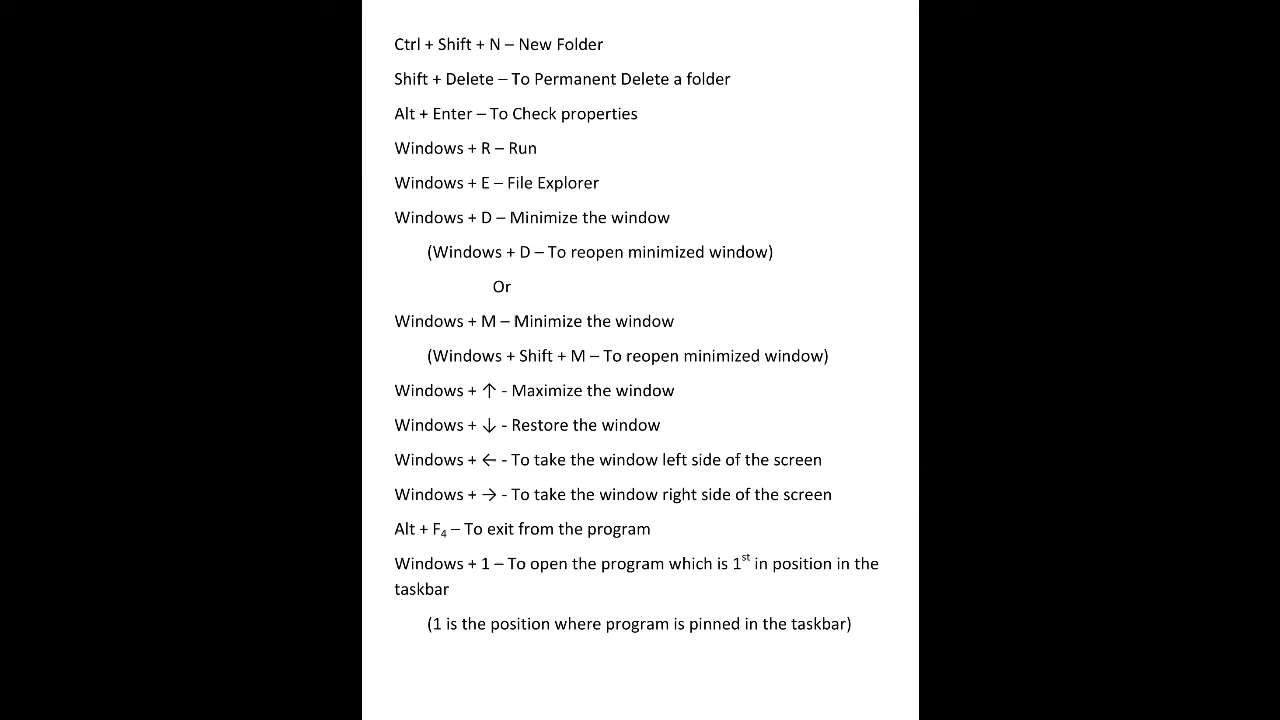 Ctrl + Shift + N – New Folder
Shift + Delete – To Permanent Delete a folder
Alt + Enter – To Check properties
Windows + R – Run
Windows + E – File Explorer
Windows + D – Minimize the window
(Windows + D – To reopen minimized window)
Or
Windows + M – Minimize the window
(Windows + Shift + M – To reopen minimized window)
Windows + ↑ - Maximize the window
Windows + ↓ - Restore the window
Windows + ← - To take the window left side of the screen
Windows + → - To take the window right side of the screen
Alt + F₄ – To exit from the program
Windows + 1 – To open the program which is 1st in position in the
taskbar
(1 is the position where program is pinned in the taskbar)